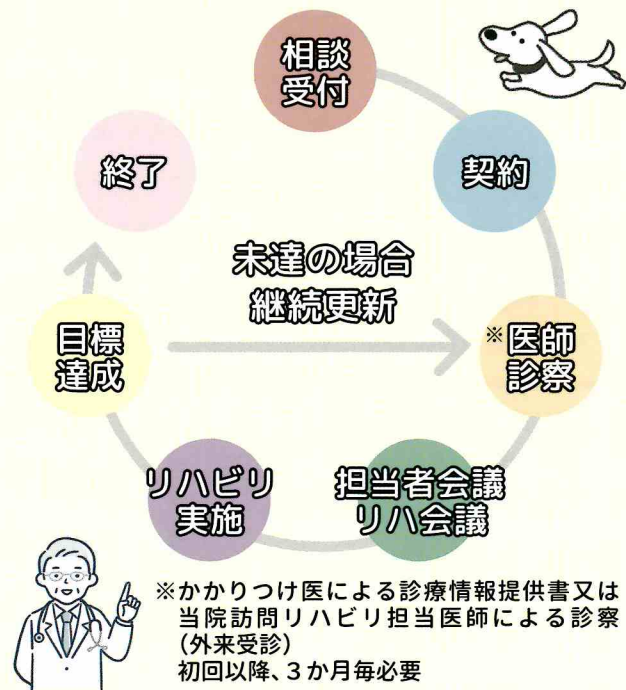 相談
受付
契約
※医師
診察
担当者会議
リハ会議
リハビリ
実施
目標
達成
終了
未達の場合
継続更新
※かかりつけ医による診療情報提供書又は
当院訪問リハビリ担当医師による診察
(外来受診)
初回以降、3か月毎必要